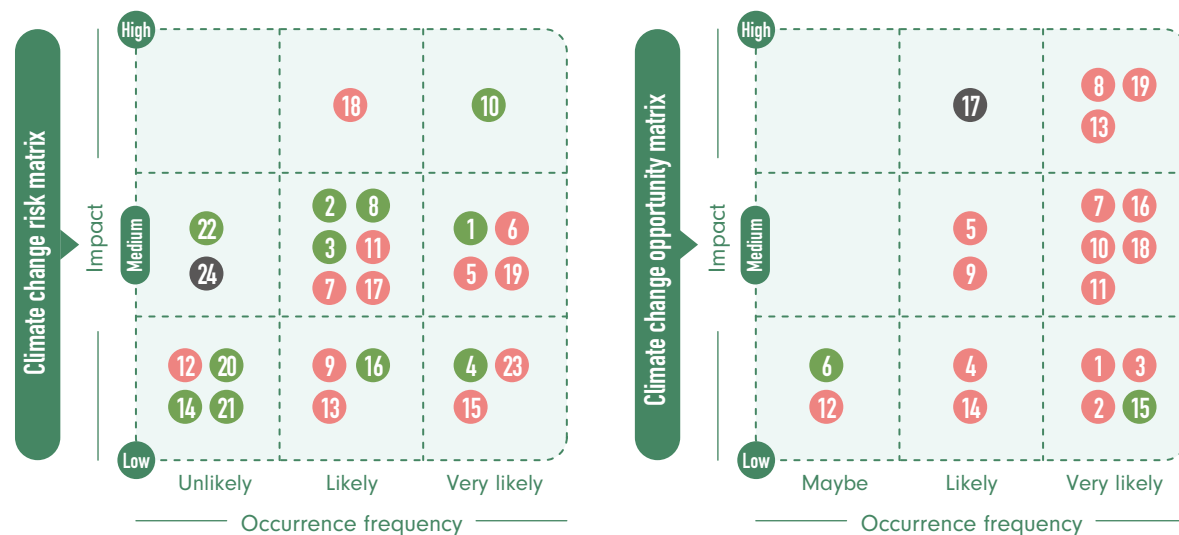 Climate change risk matrix
Impact
High
Medium
Low
18
10
22
24
2 8
3 11
7 17
1 6
5 19
12 20
14 21
9 16
13
4 23
15
Unlikely Likely Very likely
Occurrence frequency
Climate change opportunity matrix
Impact
High
Medium
Low
17
8 19
13
5
9
7 16
10 18
11
6
12
4
14
1 3
2 15
Maybe Likely Very likely
Occurrence frequency